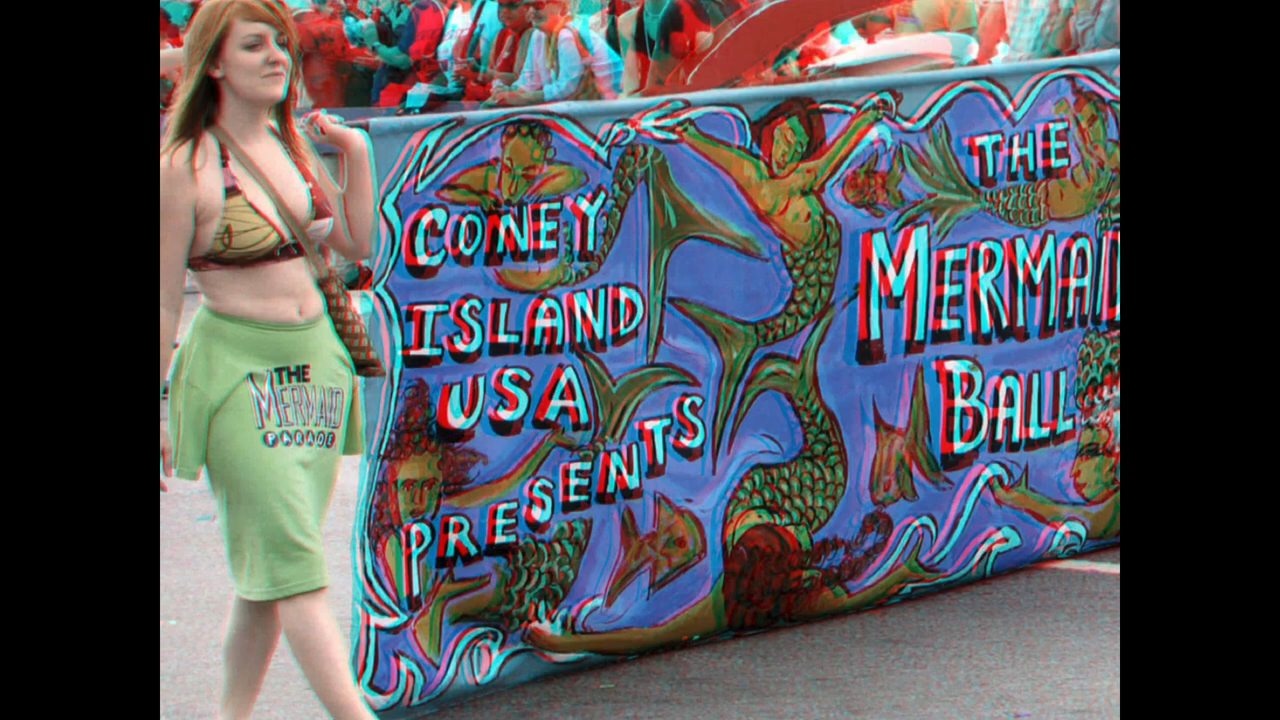 CONEY
ISLAND
USA
PRESENTS
THE
MERMAID
BALL
THE
MERMAID
PARADE